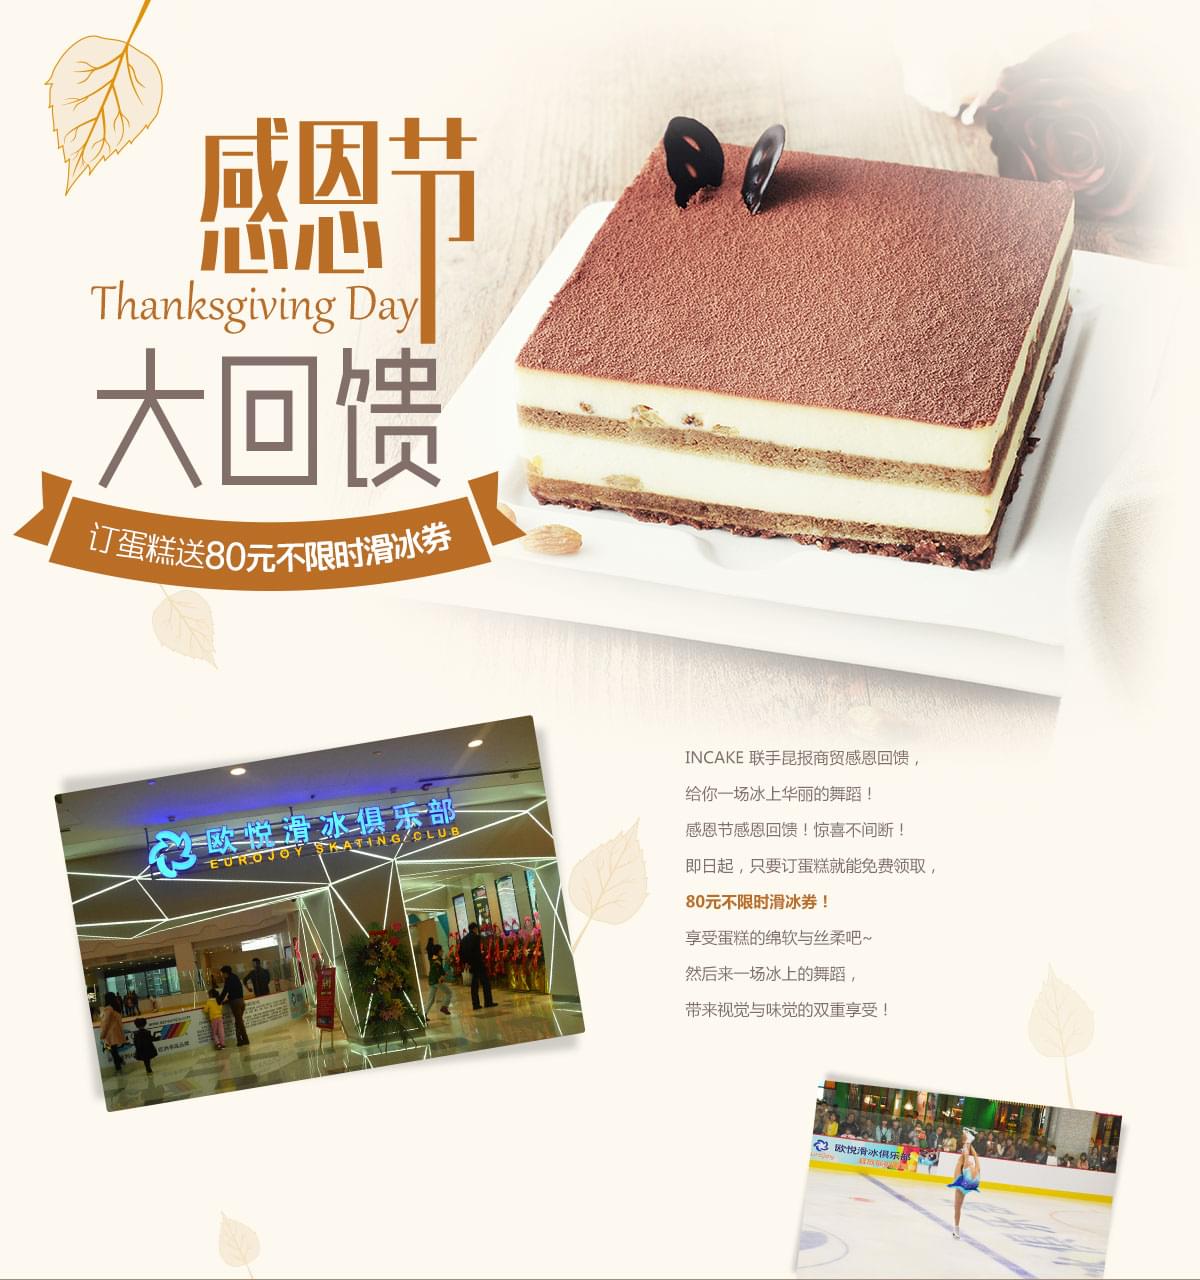 感恩节
Thanksgiving Day
大回馈
订蛋糕送80元不限时滑冰券
欧悦滑冰俱乐部
EUROJOY SKATING CLUB
INCAKE 联手昆报商贸感恩回馈，
给你一场冰上华丽的舞蹈！
感恩节感恩回馈！惊喜不间断！
即日起，只要订蛋糕就能免费领取，
80元不限时滑冰券！
享受蛋糕的绵软与丝柔吧~
然后来一场冰上的舞蹈，
带来视觉与味觉的双重享受！
欧悦滑冰俱乐部